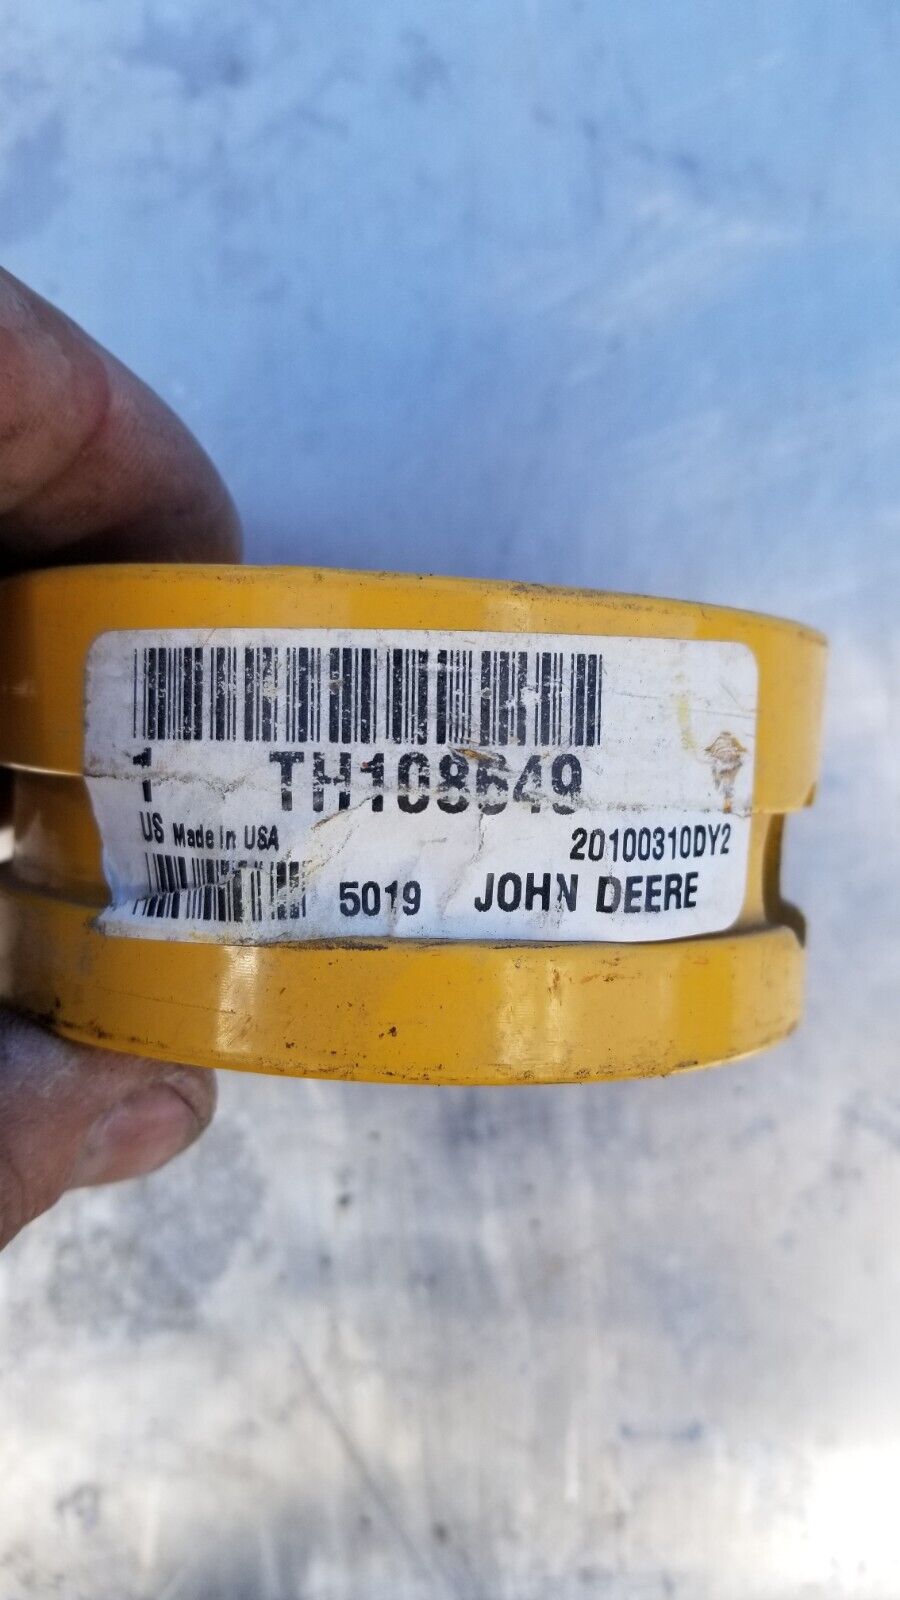 1 TH108649
US Made in USA
20100310DY2
5019 JOHN DEERE